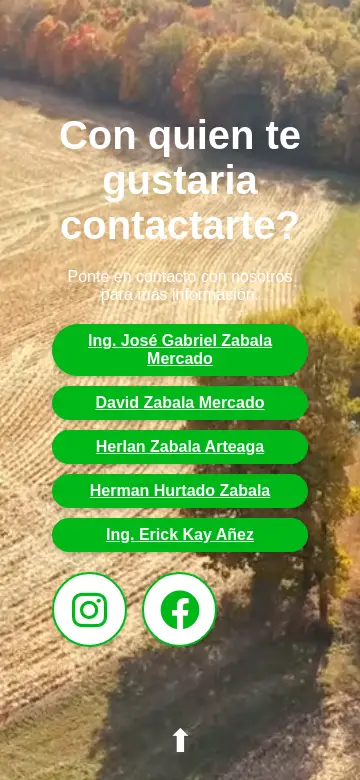 Con quien te
gustaria
contactarte?
Ponte en contacto con nosotros
para más información.
Ing. José Gabriel Zabala
Mercado
David Zabala Mercado
Herlan Zabala Arteaga
Herman Hurtado Zabala
Ing. Erick Kay Añez